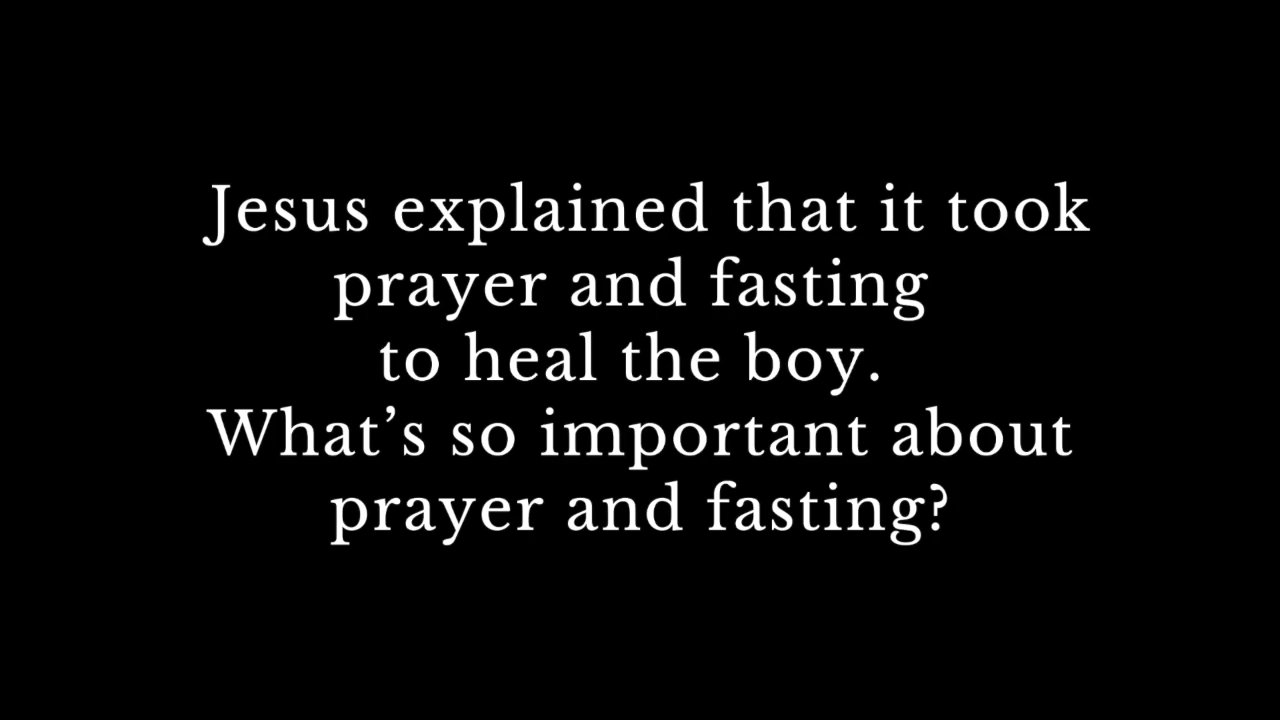 Jesus explained that it took
prayer and fasting
to heal the boy.
What’s so important about
prayer and fasting?